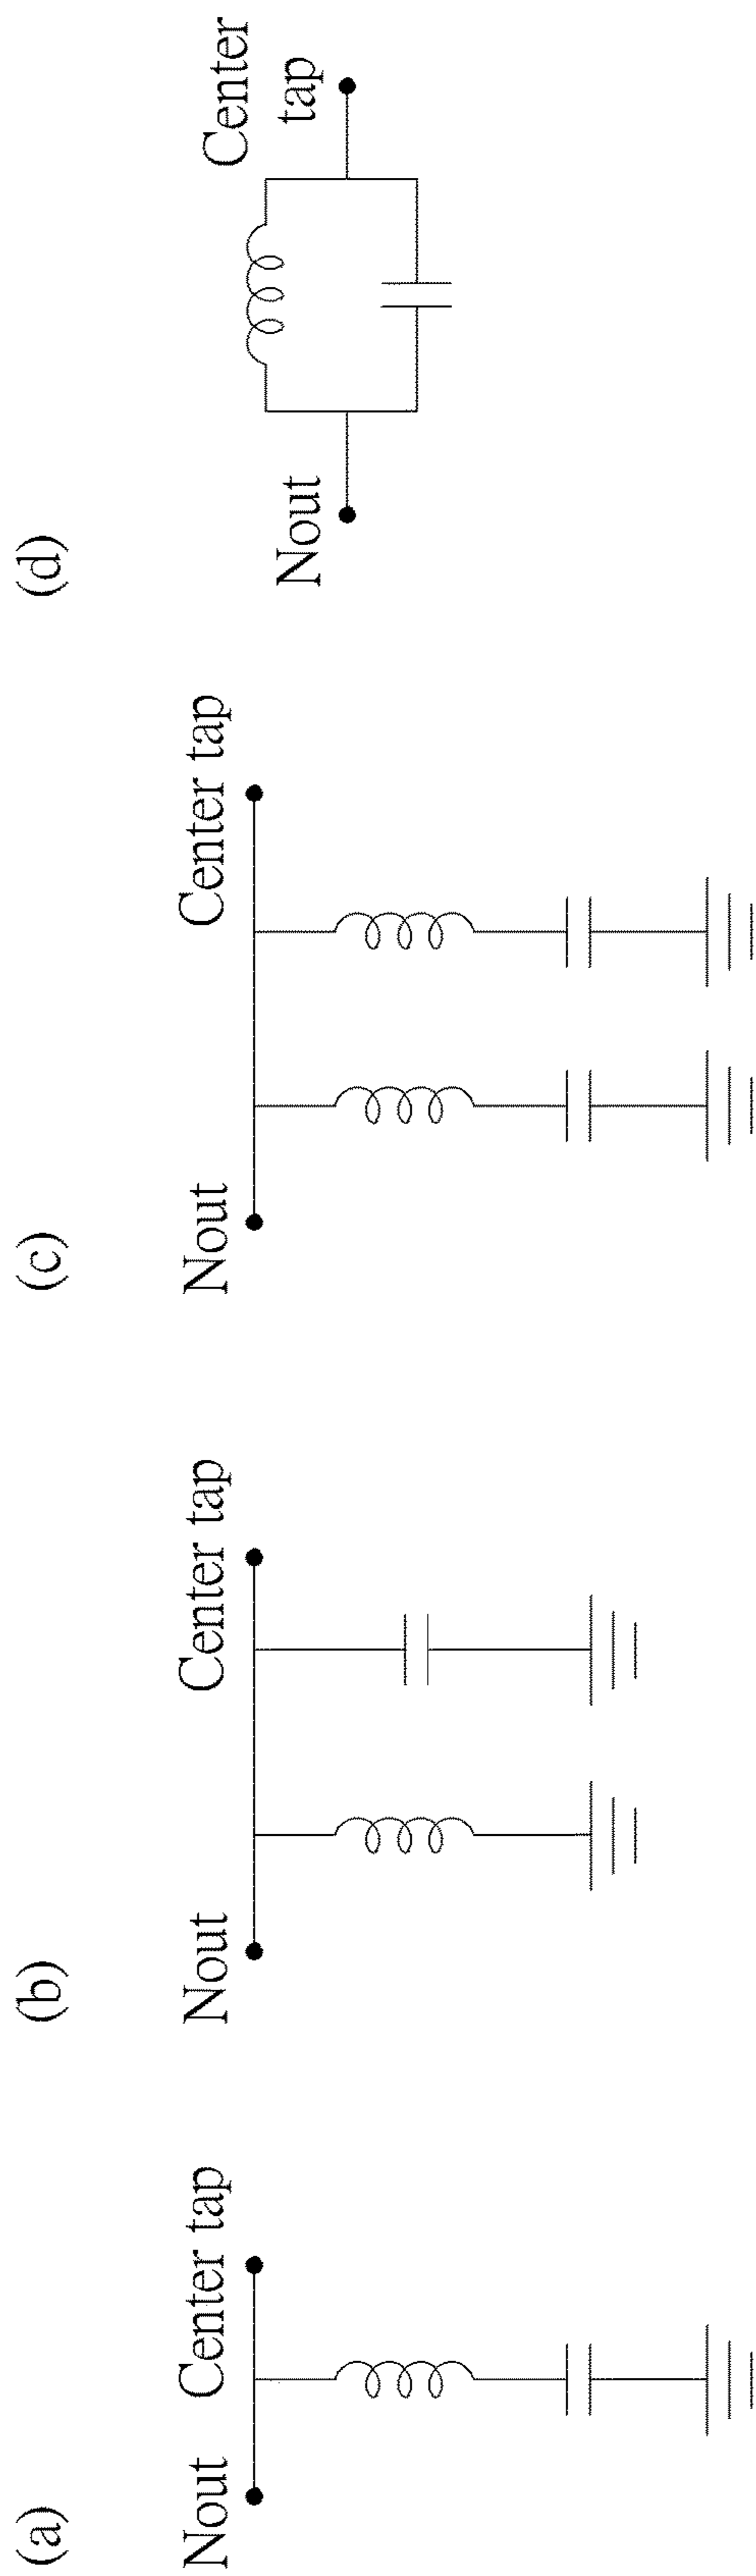 (a)
Nout
Center tap
(b)
Nout
Center tap
(c)
Nout
Center tap
(d)
Nout
Center
tap